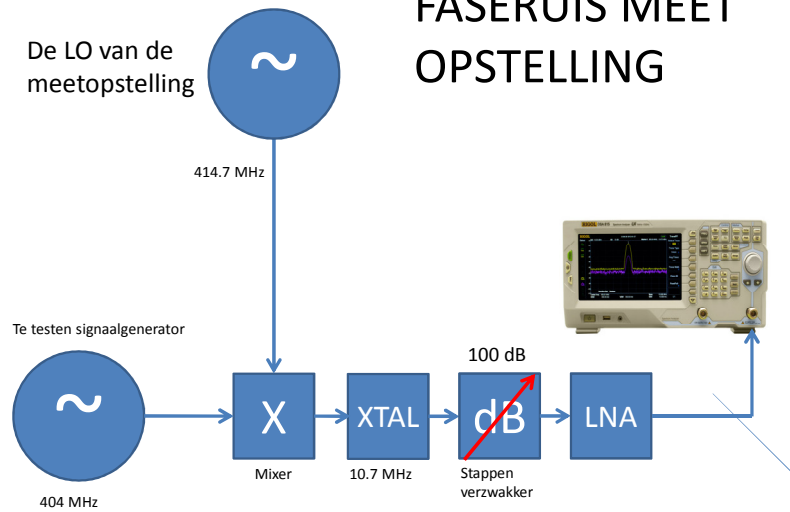 FASERUIS MEET
OPSTELLING
De LO van de
meetopstelling
~
414.7 MHz
Te testen signaalgenerator
~
404 MHz
X
Mixer
XTAL
10.7 MHz
100 dB
dB
Stappen
verzwakker
LNA
RIGOL